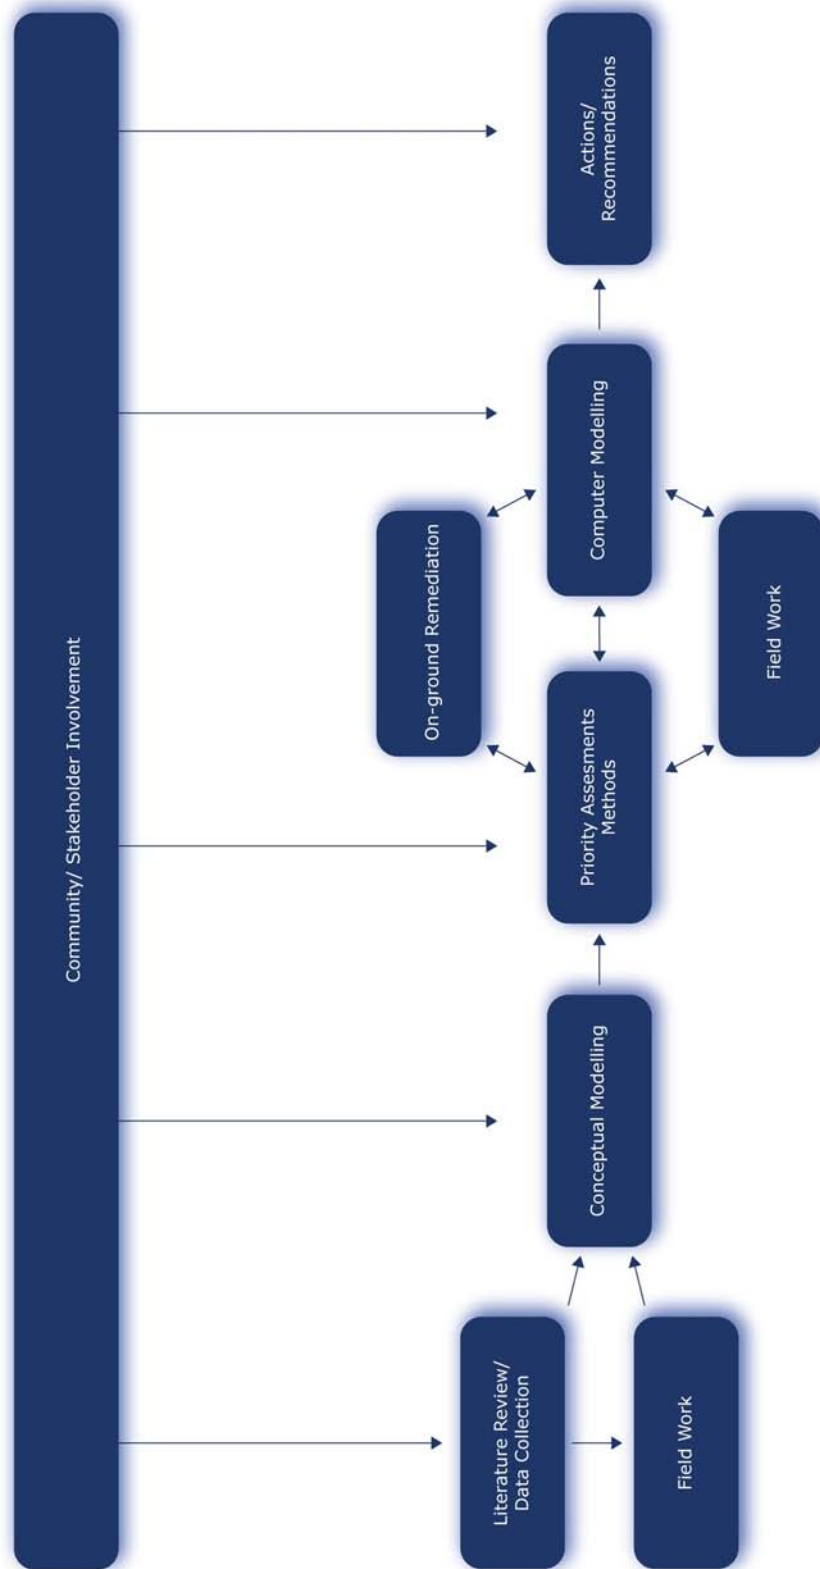 Community/ Stakeholder Involvement
Literature Review/
Data Collection
Field Work
Conceptual Modelling
Priority Assesments
Methods
On-ground Remediation
Field Work
Computer Modelling
Actions/
Recommendations